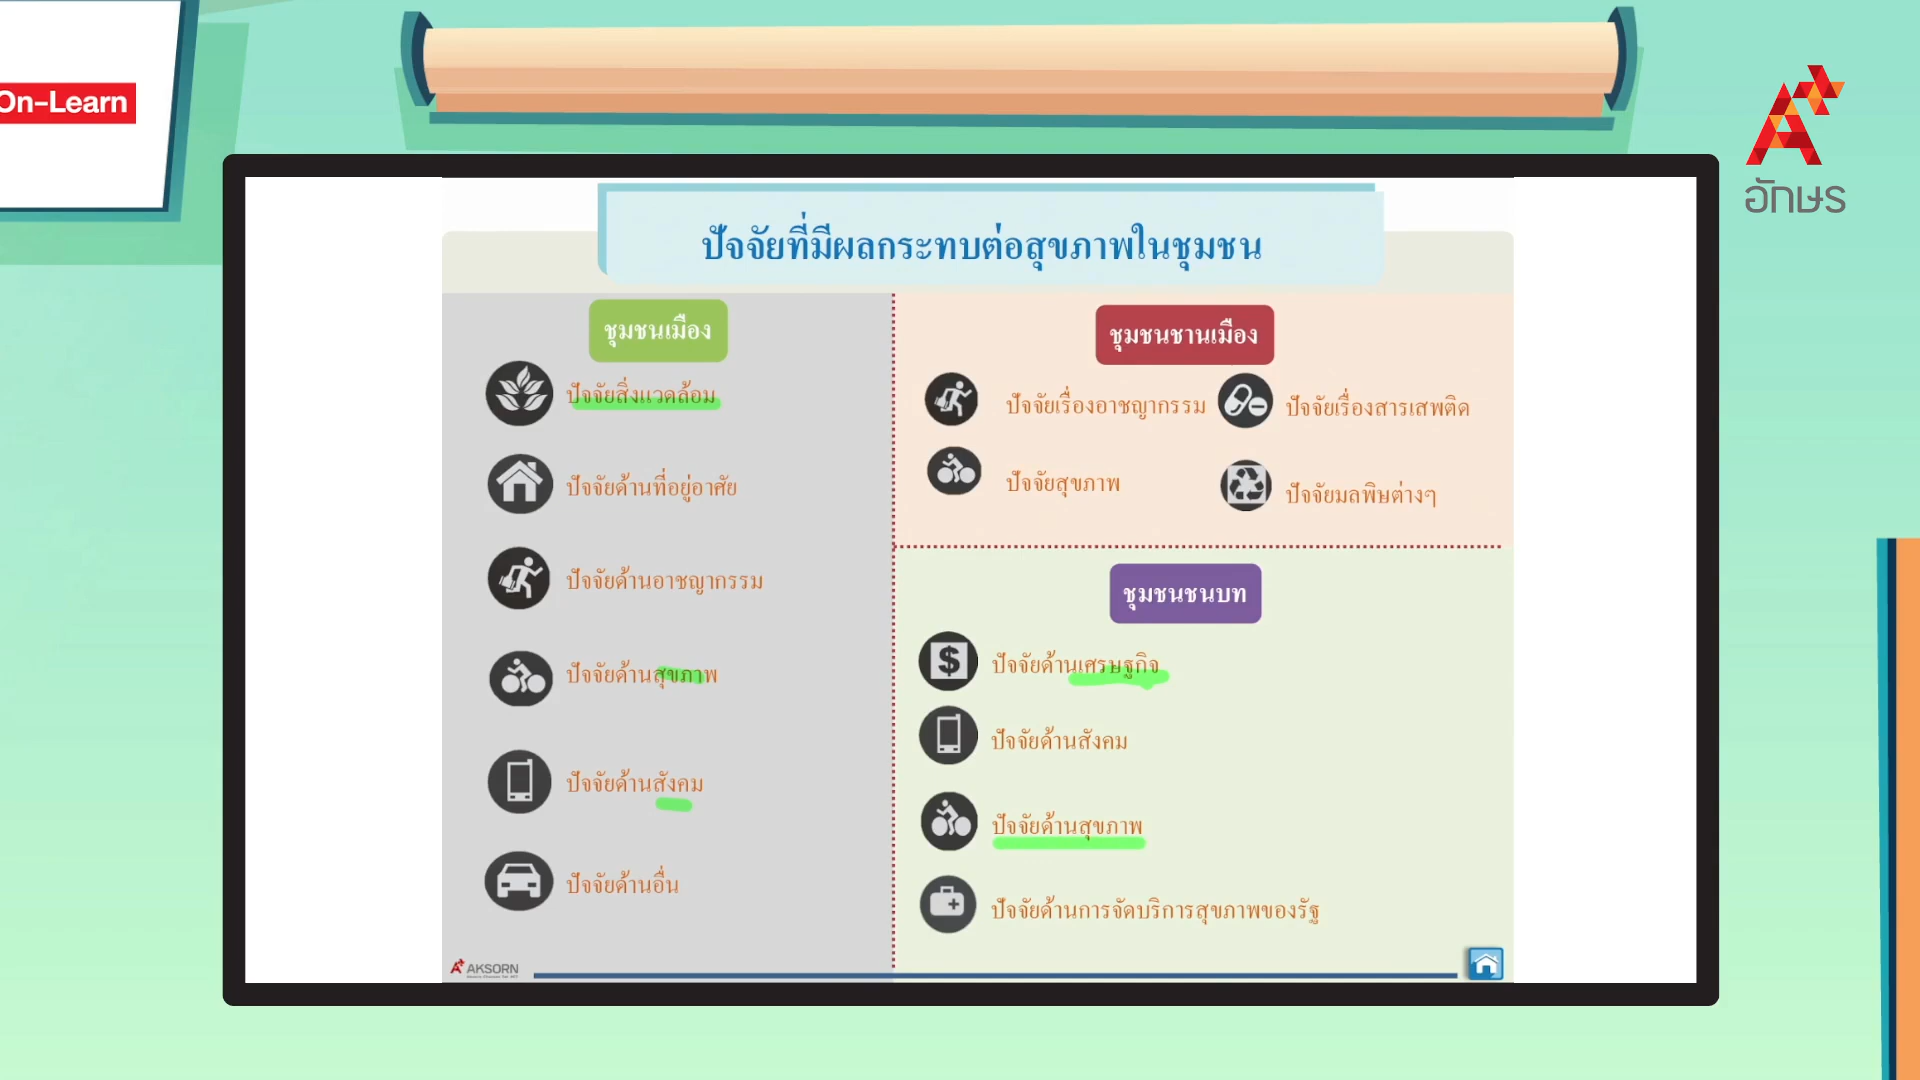 On-Learn
อักษร
ปัจจัยที่มีผลกระทบต่อสุขภาพในชุมชน
ชุมชนเมือง
ปัจจัยสิ่งแวดล้อม
ปัจจัยด้านที่อยู่อาศัย
ปัจจัยด้านอาชญากรรม
ปัจจัยด้านสุขภาพ
ปัจจัยด้านสังคม
ปัจจัยด้านอื่น
ชุมชนชานเมือง
ปัจจัยเรื่องอาชญากรรม
ปัจจัยเรื่องสารเสพติด
ปัจจัยสุขภาพ
ปัจจัยมลพิษต่างๆ
ชุมชนชนบท
ปัจจัยด้านเศรษฐกิจ
ปัจจัยด้านสังคม
ปัจจัยด้านสุขภาพ
ปัจจัยด้านการจัดบริการสุขภาพของรัฐ
AKSORN